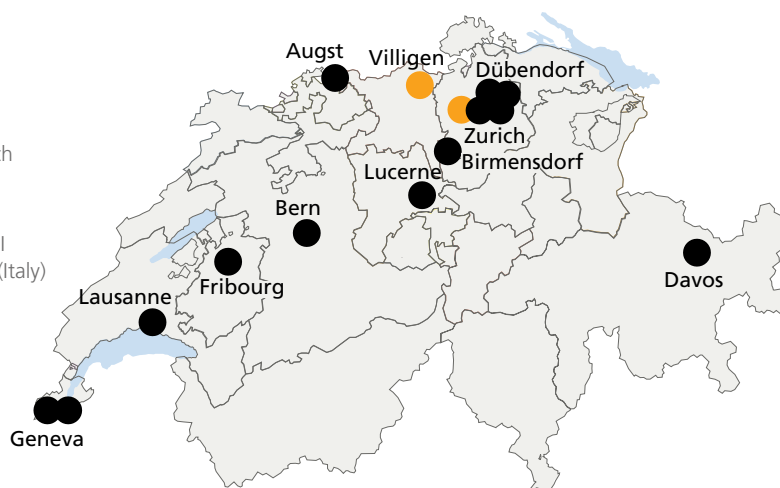 Augst
Villigen
Dübendorf
Zurich
Birmensdorf
Lucerne
Bern
Fribourg
Lausanne
Geneva
Davos
(Italy)